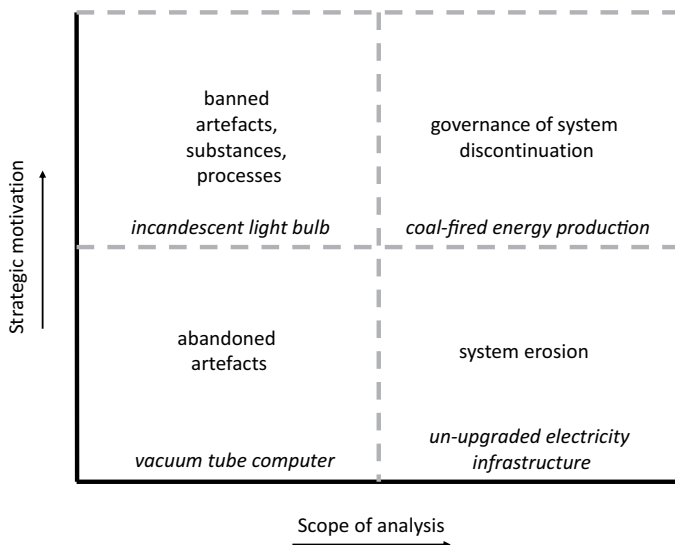 banned
artefacts,
substances,
processes
incandescent light bulb
governance of system
discontinuation
coal-fired energy production
Strategic motivation
abandoned
artefacts
vacuum tube computer
system erosion
un-upgraded electricity
infrastructure
Scope of analysis